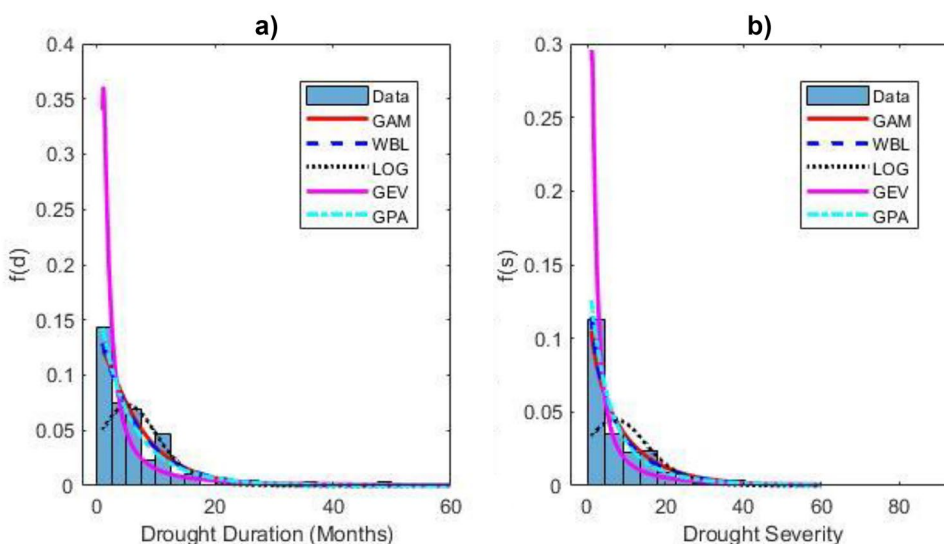 a)
f(d)
0.4
0.35
0.3
0.25
0.2
0.15
0.1
0.05
0
Data
GAM
WBL
LOG
GEV
GPA
0 20 40 60
Drought Duration (Months)
b)
f(s)
0.3
0.25
0.2
0.15
0.1
0.05
0
Data
GAM
WBL
LOG
GEV
GPA
0 20 40 60 80
Drought Severity